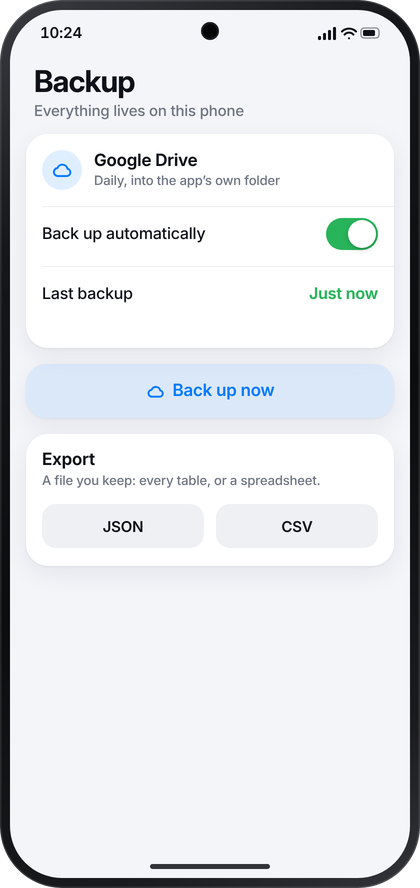 10:24
Backup
Everything lives on this phone
Google Drive
Daily, into the app’s own folder
Back up automatically
Last backup
Just now
Back up now
Export
A file you keep: every table, or a spreadsheet.
JSON
CSV